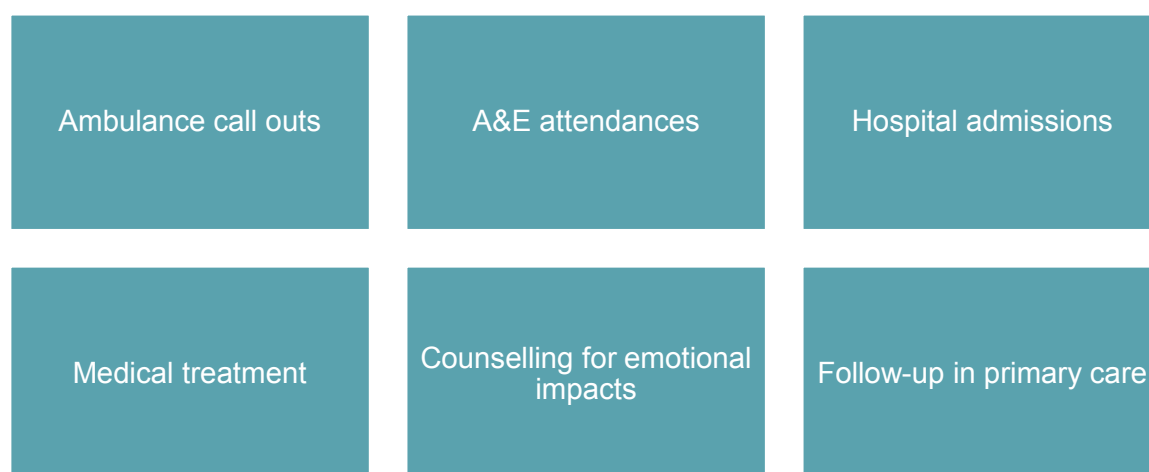 Ambulance call outs
A&E attendances
Hospital admissions
Medical treatment
Counselling for emotional
impacts
Follow-up in primary care